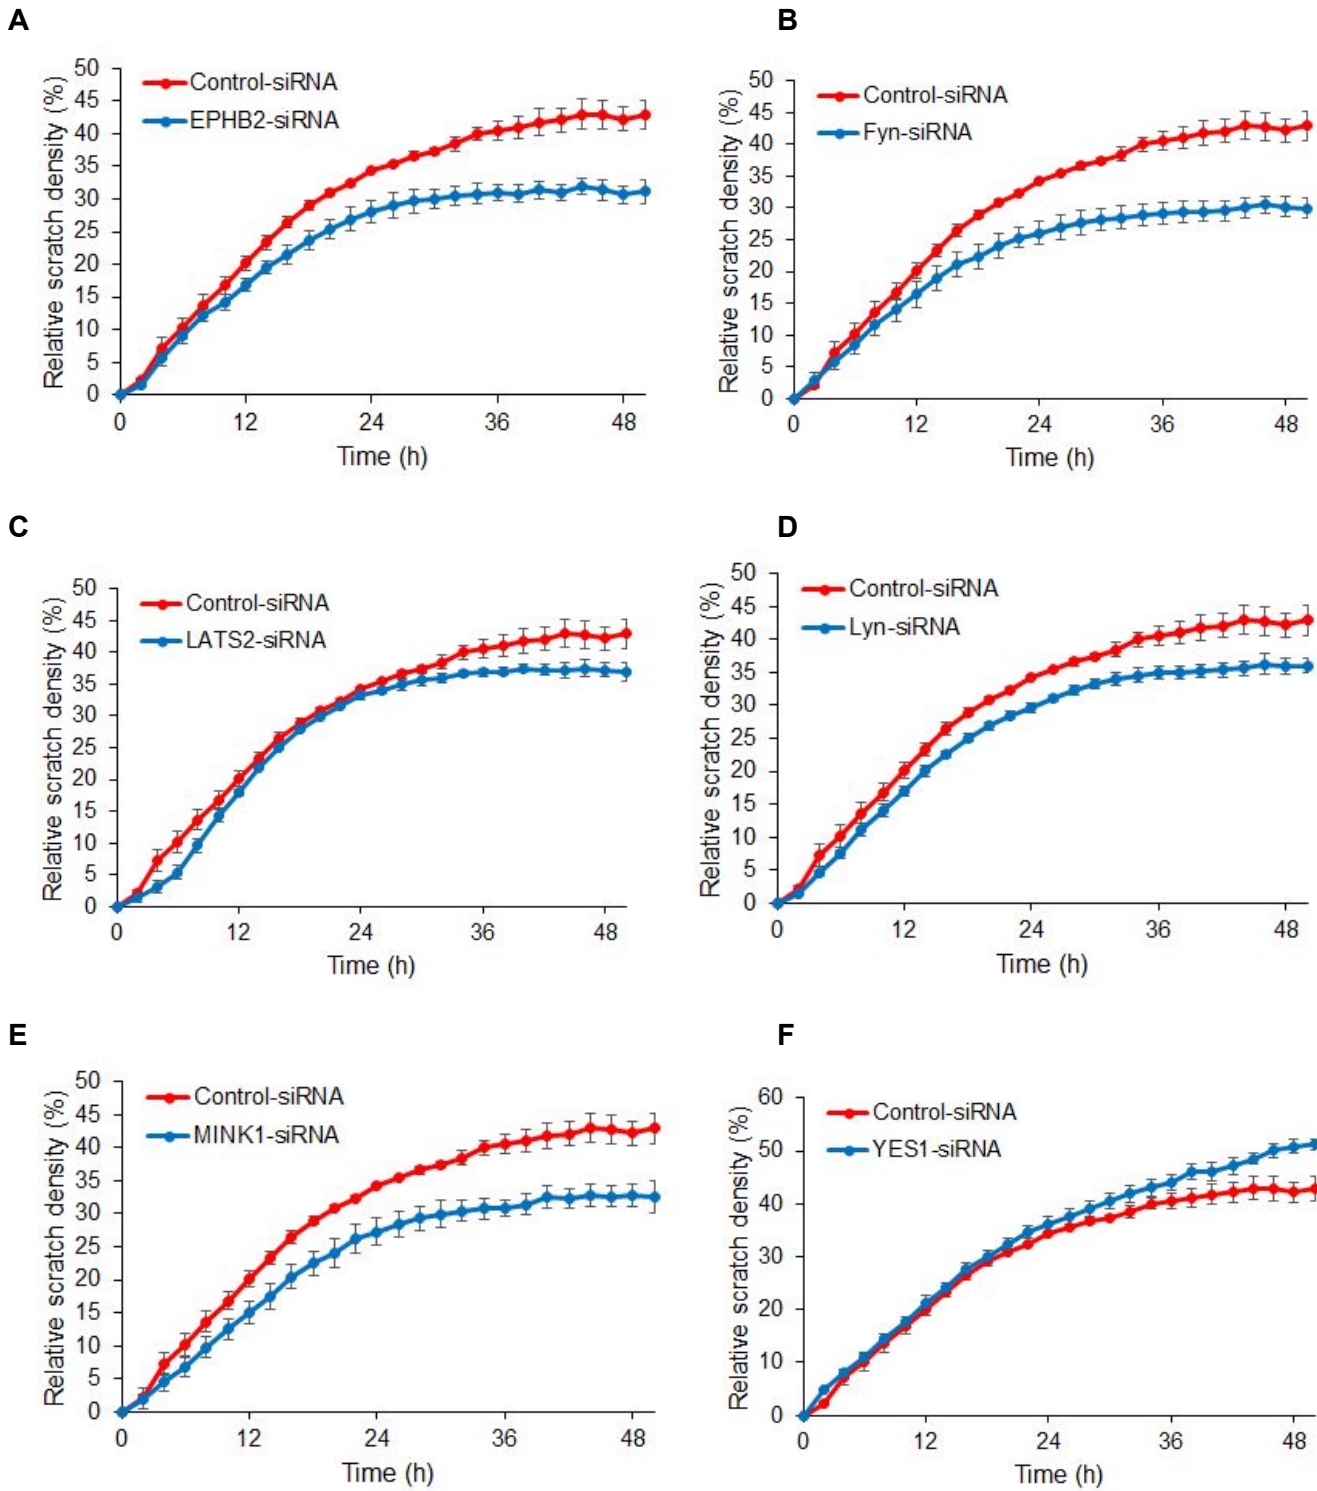 A
B
Relative scratch density (%)
50
45
40
35
30
25
20
15
10
5
0
Control-siRNA
EPHB2-siRNA
0 12 24 36 48
Time (h)
Relative scratch density (%)
50
45
40
35
30
25
20
15
10
5
0
Control-siRNA
Fyn-siRNA
0 12 24 36 48
Time (h)
C
D
Relative scratch density (%)
50
45
40
35
30
25
20
15
10
5
0
Control-siRNA
LATS2-siRNA
0 12 24 36 48
Time (h)
Relative scratch density (%)
50
45
40
35
30
25
20
15
10
5
0
Control-siRNA
Lyn-siRNA
0 12 24 36 48
Time (h)
E
F
Relative scratch density (%)
50
45
40
35
30
25
20
15
10
5
0
Control-siRNA
MINK1-siRNA
0 12 24 36 48
Time (h)
Relative scratch density (%)
60
50
40
30
20
10
0
Control-siRNA
YES1-siRNA
0 12 24 36 48
Time (h)